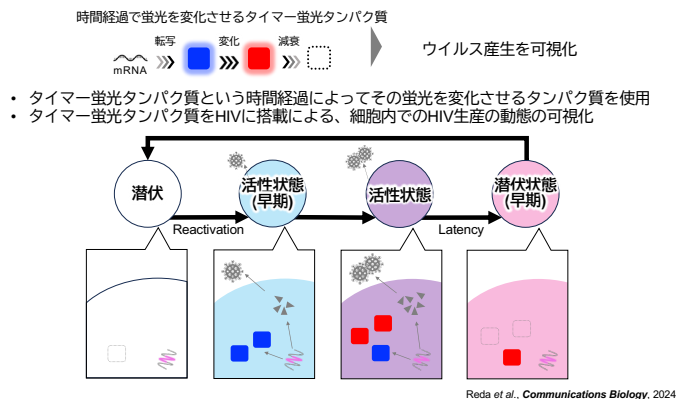 時間経過で蛍光を変化させるタイマー蛍光タンパク質
転写 変化 減衰
mRNA
ウイルス産生を可視化
• タイマー蛍光タンパク質という時間経過によってその蛍光を変化させるタンパク質を使用
• タイマー蛍光タンパク質をHIVに搭載による、細胞内でのHIV生産の動態の可視化
潜伏
活性状態
(早期)
活性状態
潜伏状態
(早期)
Reactivation
Latency
Reda et al., Communications Biology, 2024